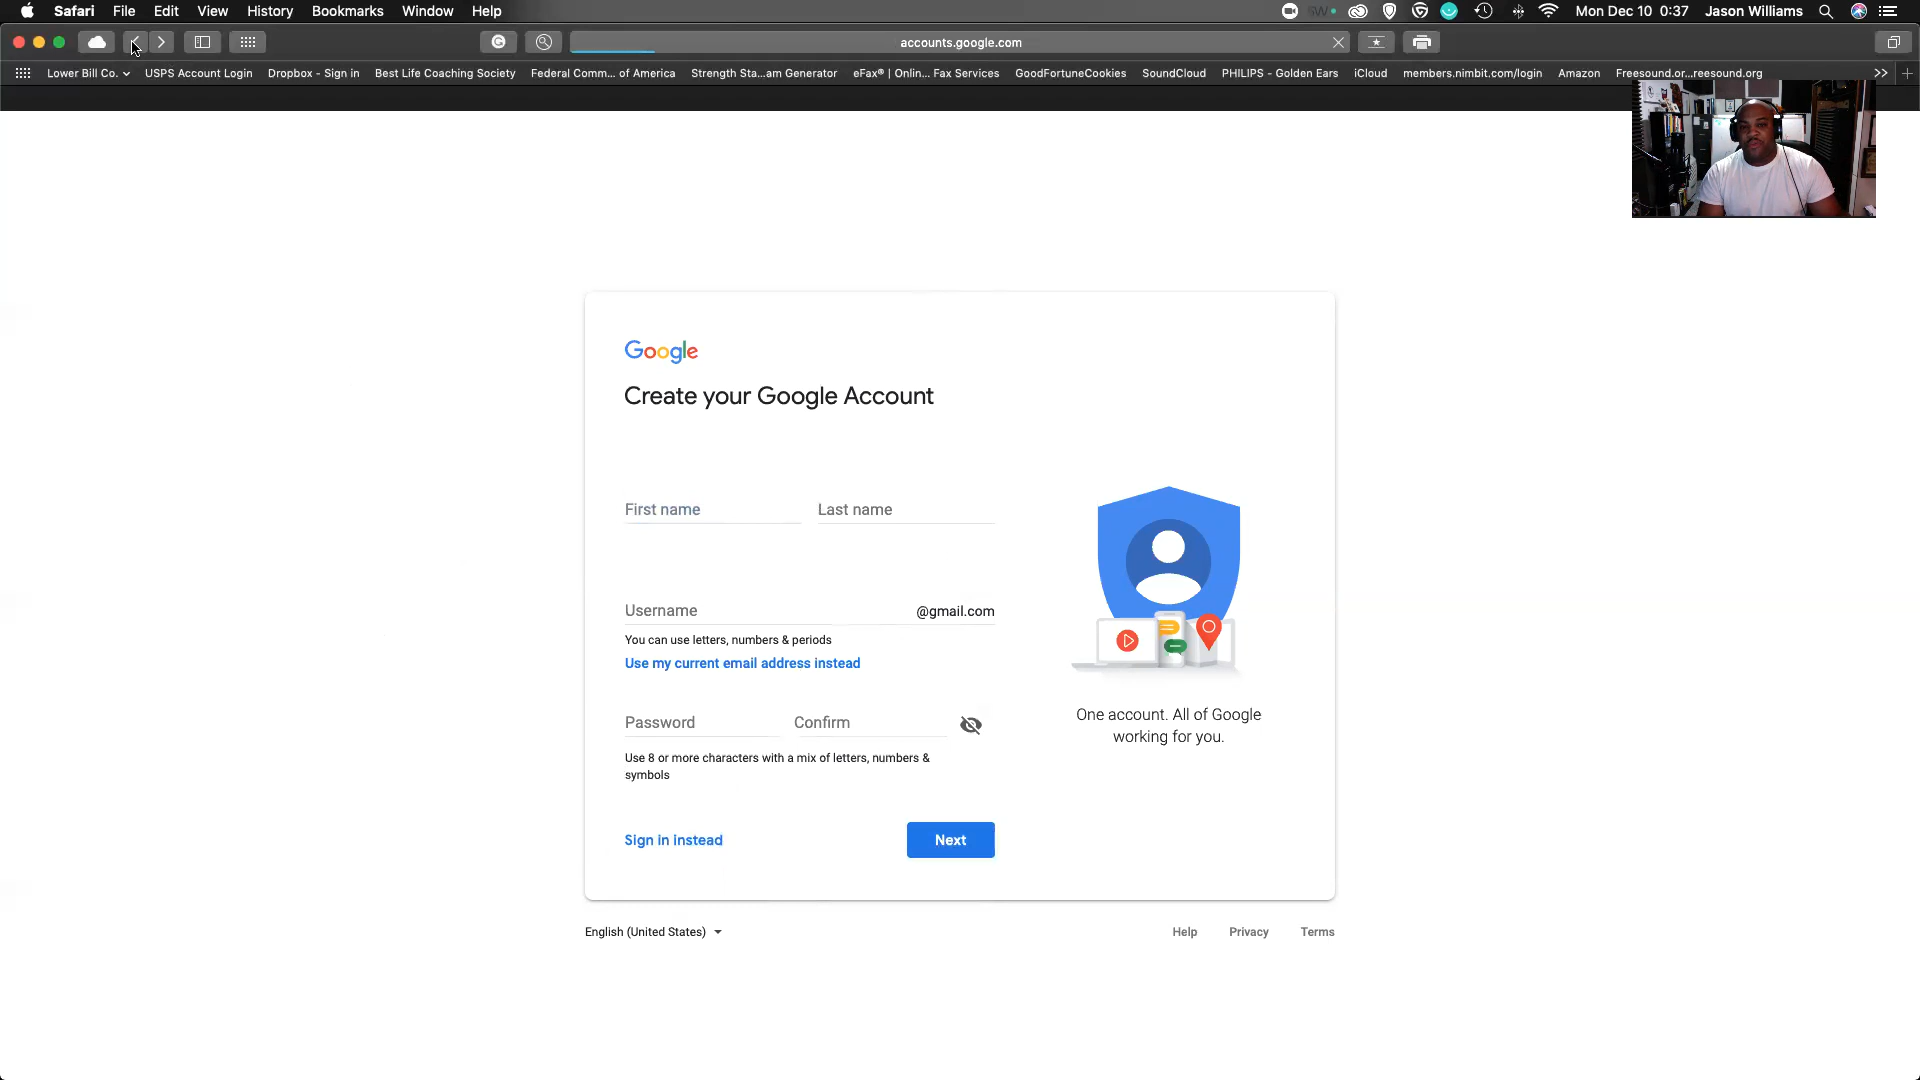 Safari File Edit View History Bookmarks Window Help Mon Dec 10 0:37 Jason Williams
accounts.google.com
Lower Bill Co. USPS Account Login Dropbox - Sign in Best Life Coaching Society Federal Comm... of America Strength Sta...am Generator eFax® | Onlin... Fax Services GoodFortuneCookies SoundCloud PHILIPS - Golden Ears iCloud members.nimbit.com/login Amazon Freesound.or...reesound.org
Google
Create your Google Account
First name Last name
Username @gmail.com
You can use letters, numbers & periods
Use my current email address instead
Password Confirm
Use 8 or more characters with a mix of letters, numbers &
symbols
One account. All of Google
working for you.
Sign in instead Next
English (United States) Help Privacy Terms